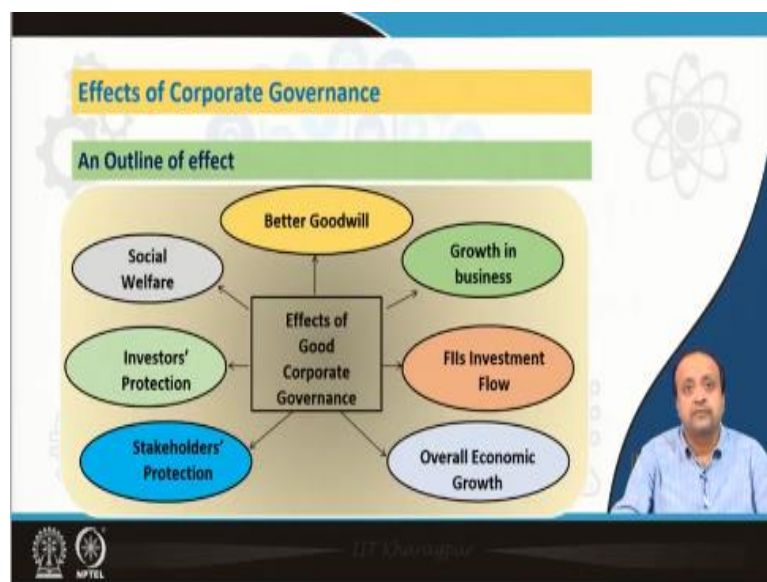 Effects of Corporate Governance
An Outline of effect
Better Goodwill
Social
Welfare
Growth in
business
Effects of
Good
Corporate
Governance
Investors'
Protection
FIIs Investment
Flow
Stakeholders'
Protection
Overall Economic
Growth
NPTEL
IIT Kharagpur